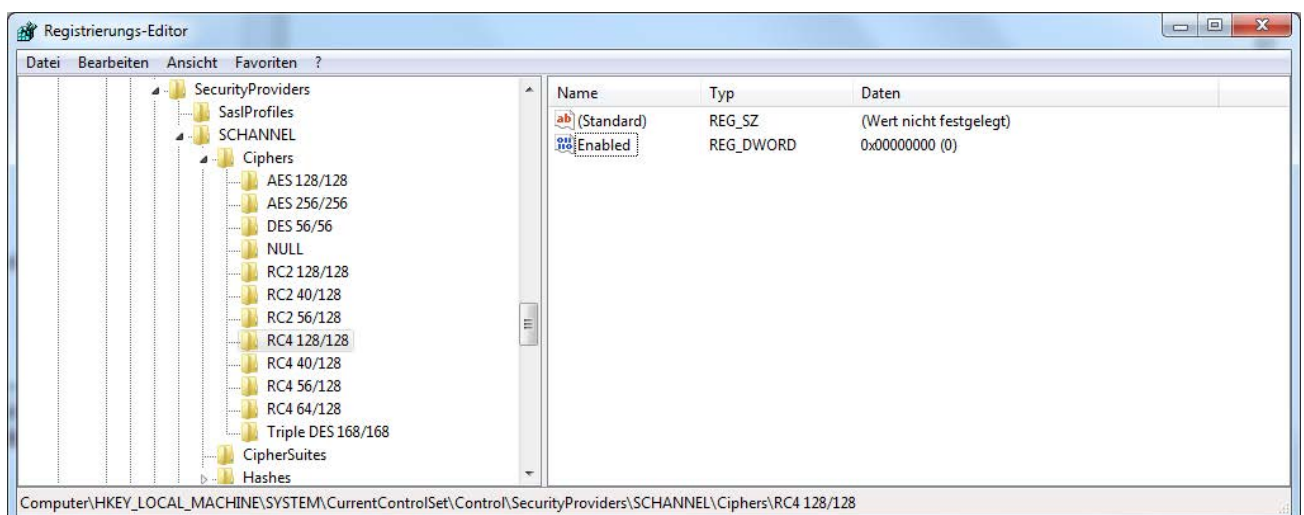 Registrierungs-Editor
Datei Bearbeiten Ansicht Favoriten ?
SecurityProviders
SaslProfiles
SCHANNEL
Ciphers
AES 128/128
AES 256/256
DES 56/56
NULL
RC2 128/128
RC2 40/128
RC2 56/128
RC4 128/128
RC4 40/128
RC4 56/128
RC4 64/128
Triple DES 168/168
CipherSuites
Hashes
Name Typ Daten
(Standard) REG_SZ (Wert nicht festgelegt)
Enabled REG_DWORD 0x00000000 (0)
Computer\HKEY_LOCAL_MACHINE\SYSTEM\CurrentControlSet\Control\SecurityProviders\SCHANNEL\Ciphers\RC4 128/128